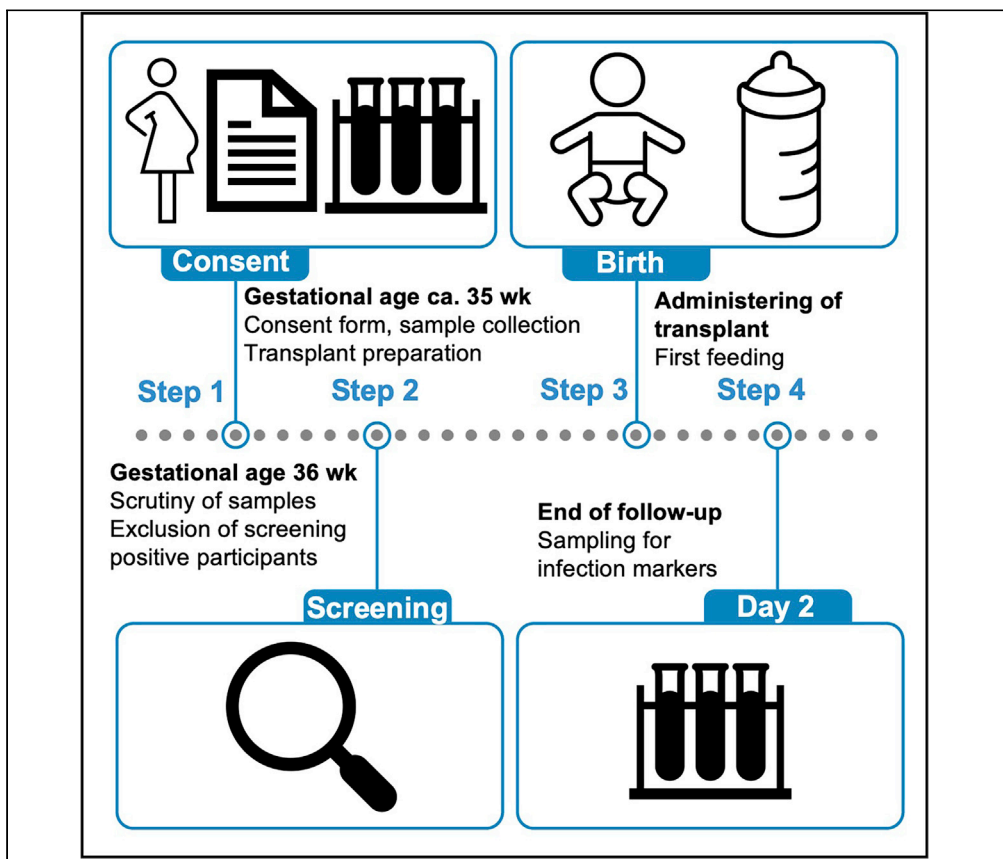 Consent
Birth
Gestational age ca. 35 wk
Consent form, sample collection
Transplant preparation
Administering of
transplant
First feeding
Step 1
Step 2
Step 3
Step 4
Gestational age 36 wk
Scrutiny of samples
Exclusion of screening
positive participants
End of follow-up
Sampling for
infection markers
Screening
Day 2